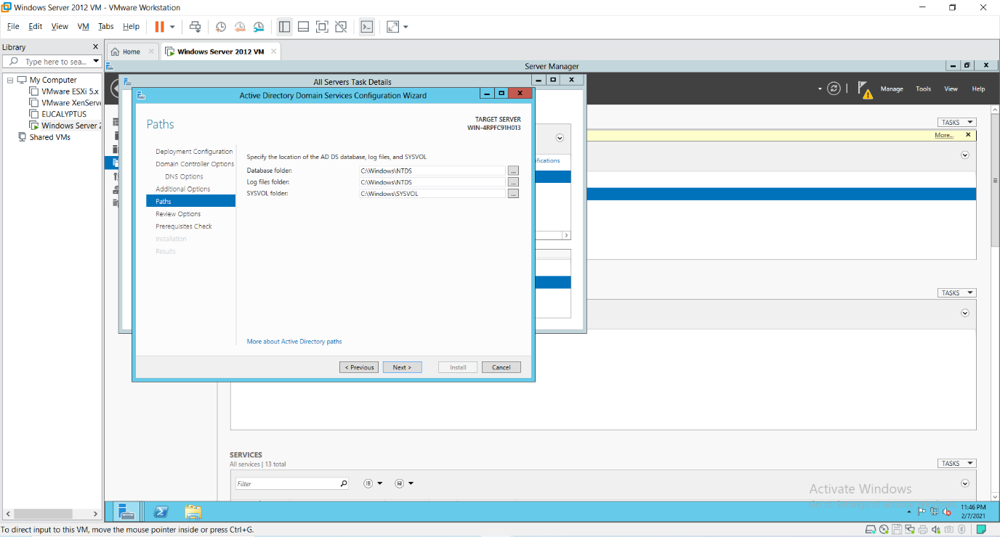 Windows Server 2012 VM - VMware Workstation
File Edit View VM Tabs Help
Library
Type here to sea...
My Computer
VMware ESXi 5.x
VMware XenServe
EUCALYPTUS
Windows Server 2
Shared VMs
Home
Windows Server 2012 VM
Server Manager
Manage Tools View Help
All Servers Task Details
Active Directory Domain Services Configuration Wizard
Paths
TARGET SERVER
WIN-4RPFC91H013
Deployment Configuration
Domain Controller Options
DNS Options
Additional Options
Paths
Review Options
Prerequisites Check
Installation
Results
Specify the location of the AD DS database, log files, and SYSVOL
Database folder: C:\Windows\NTDS ...
Log files folder: C:\Windows\NTDS ...
SYSVOL folder: C:\Windows\SYSVOL ...
More about Active Directory paths
< Previous Next > Install Cancel
ifications
TASKS
More...
TASKS
SERVICES
All services | 13 total
TASKS
Filter
Activate Windows
11:46 PM
2/7/2021
To direct input to this VM, move the mouse pointer inside or press Ctrl+G.